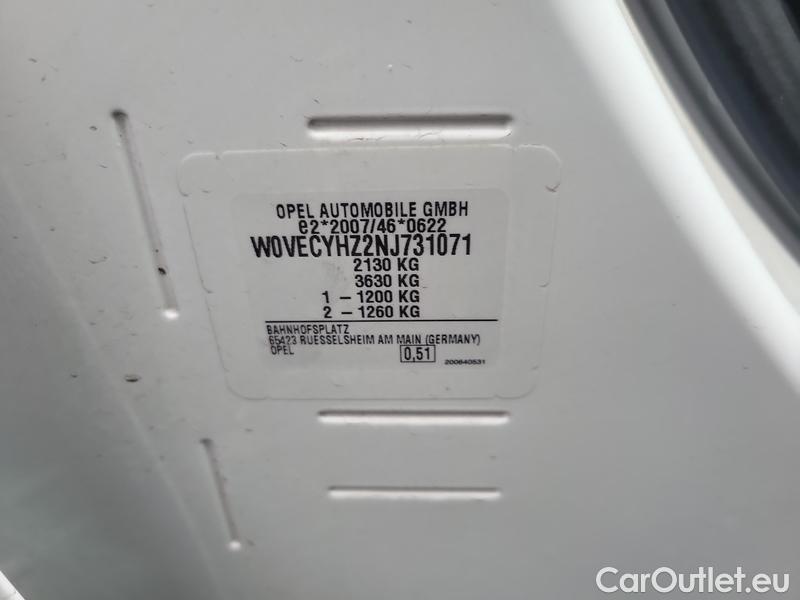 OPEL AUTOMOBILE GMBH
e2*2007/46*0622
W0VECYHZ2NJ731071
2130 KG
3630 KG
1 – 1200 KG
2 – 1260 KG
BAHNHOFSPLATZ
65423 RUESSELSHEIM AM MAIN (GERMANY)
OPEL
0,51
200640531
CarOutlet.eu